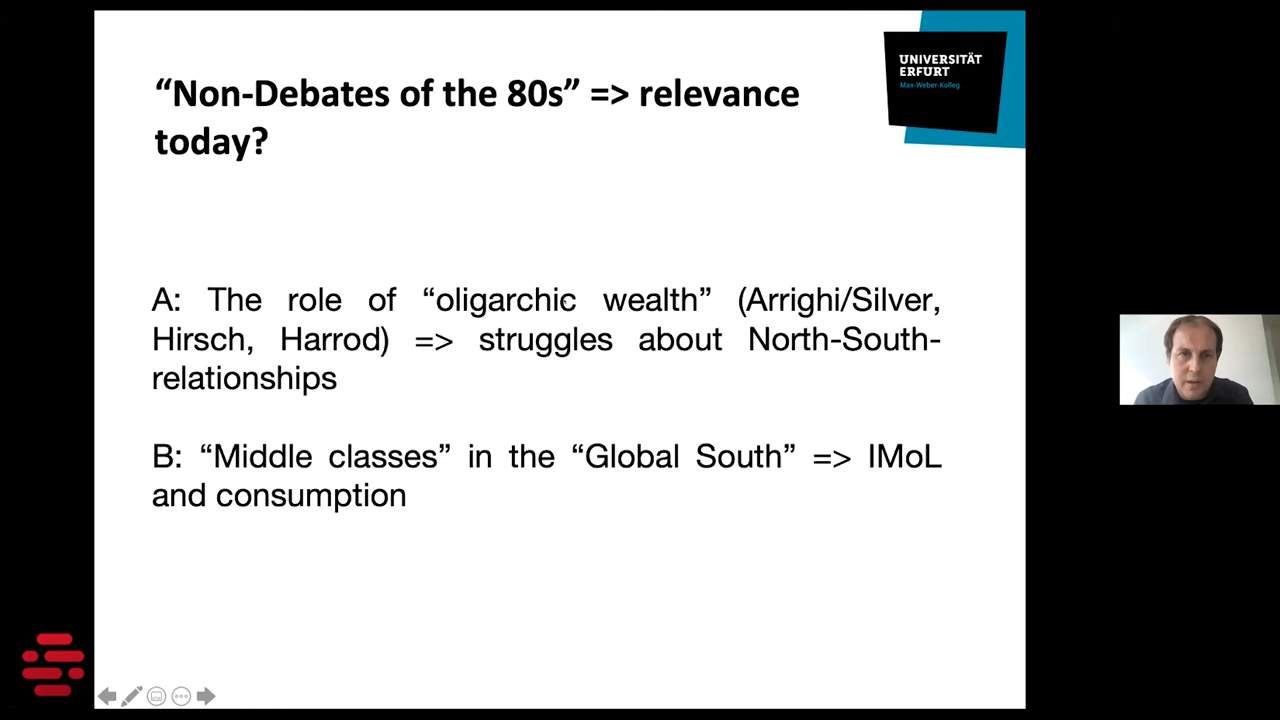 “Non-Debates of the 80s” => relevance
today?
UNIVERSITÄT
ERFURT
Max-Weber-Kolleg
A: The role of “oligarchic wealth” (Arrighi/Silver,
Hirsch, Harrod) => struggles about North-South-
relationships
B: “Middle classes” in the “Global South” => IMoL
and consumption